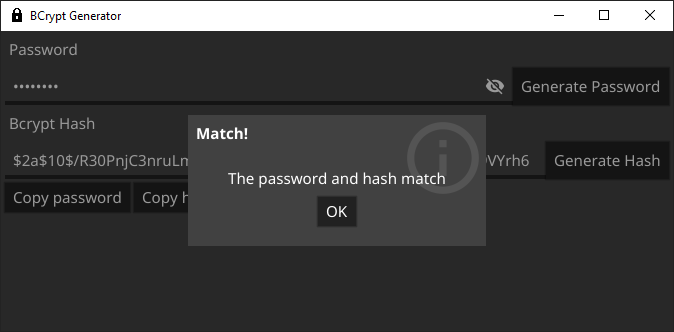 BCrypt Generator
Password
Generate Password
Bcrypt Hash
Match!
$2a$10$/R30PnjC3nruLm VYrh6 Generate Hash
The password and hash match
Copy password Copy h
OK